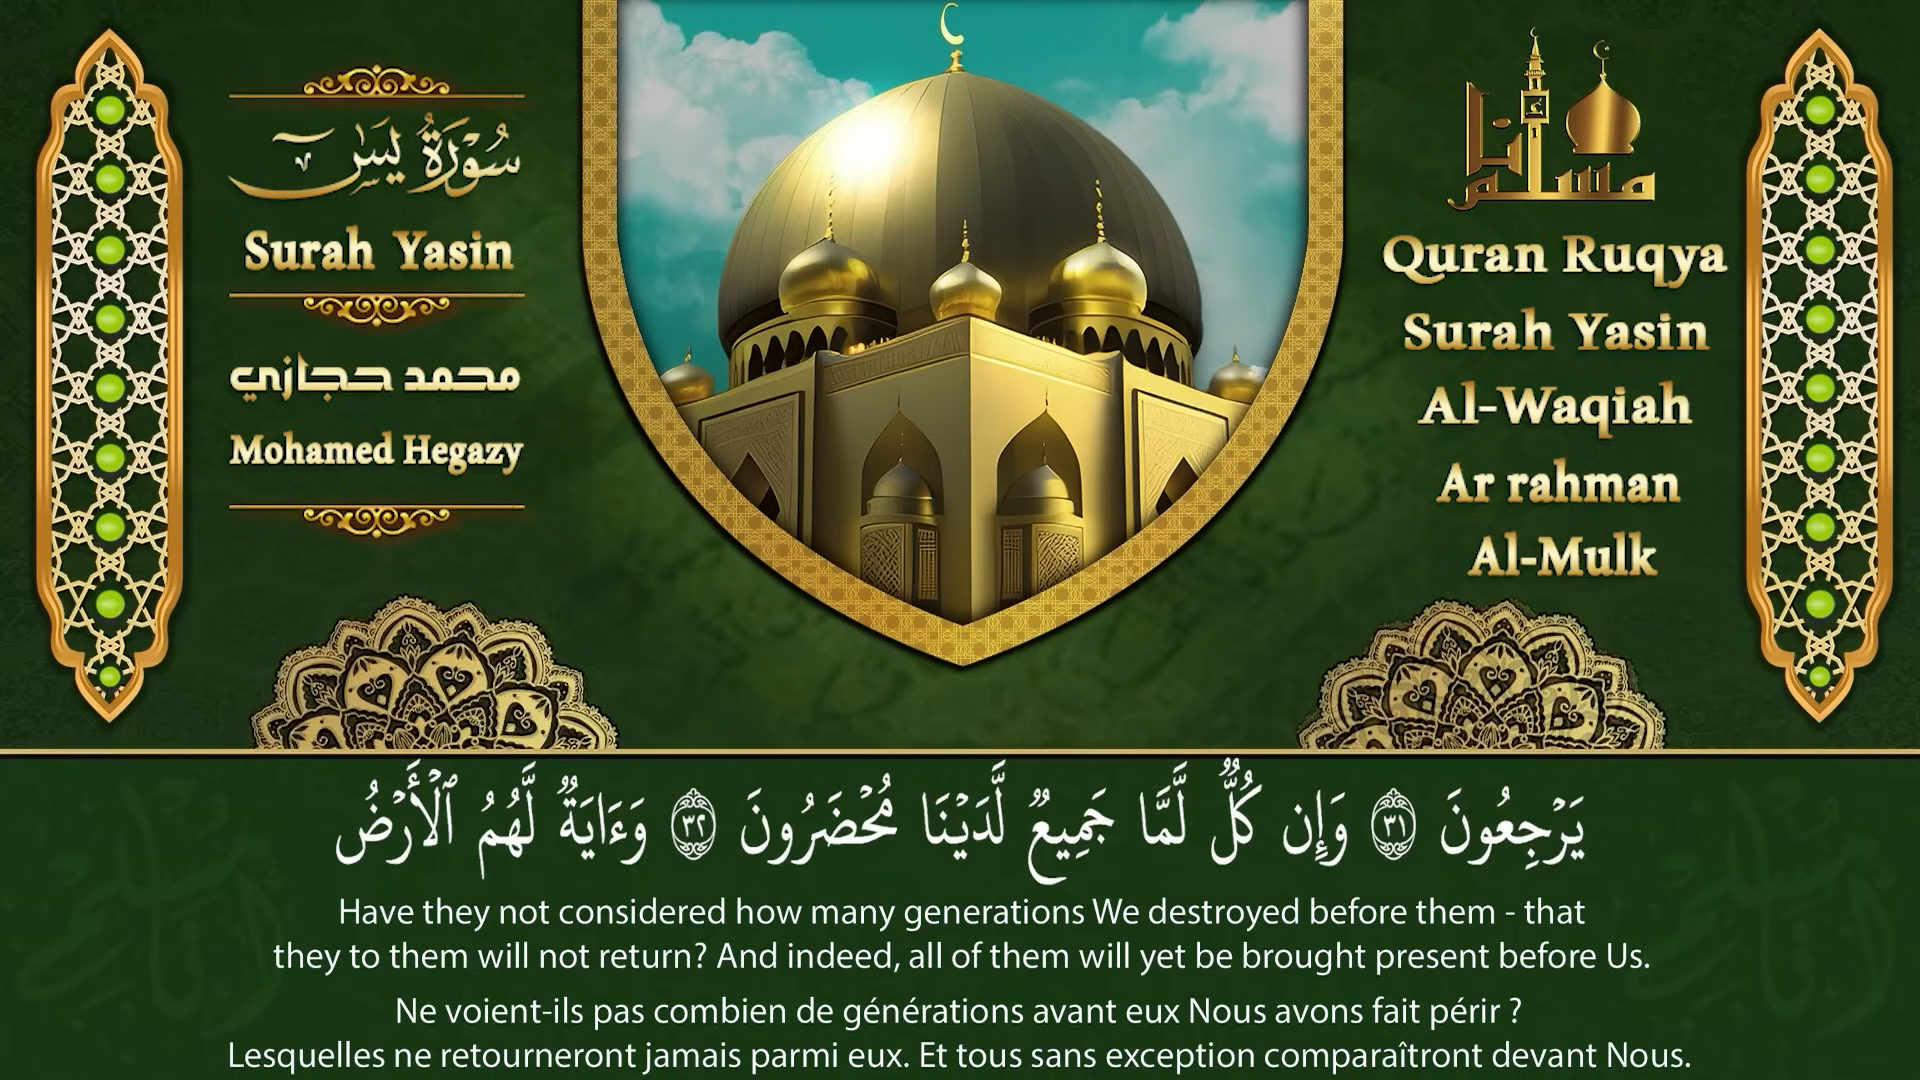 سُورَةُ يسٓ
Surah Yasin
محمد حجازي
Mohamed Hegazy
أنا مسلم
Quran Ruqya
Surah Yasin
Al-Waqiah
Ar rahman
Al-Mulk
يَرْجِعُونَ ٣١ وَإِن كُلٌّ لَّمَّا جَمِيعٌ لَّدَيْنَا مُحْضَرُونَ ٣٢ وَءَايَةٌ لَّهُمُ ٱلْأَرْضُ
Have they not considered how many generations We destroyed before them - that
they to them will not return? And indeed, all of them will yet be brought present before Us.
Ne voient-ils pas combien de générations avant eux Nous avons fait périr ?
Lesquelles ne retourneront jamais parmi eux. Et tous sans exception comparaîtront devant Nous.